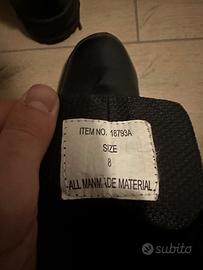 ITEM NO. 18793A
SIZE
8
ALL MANMADE MATERIAL
subito